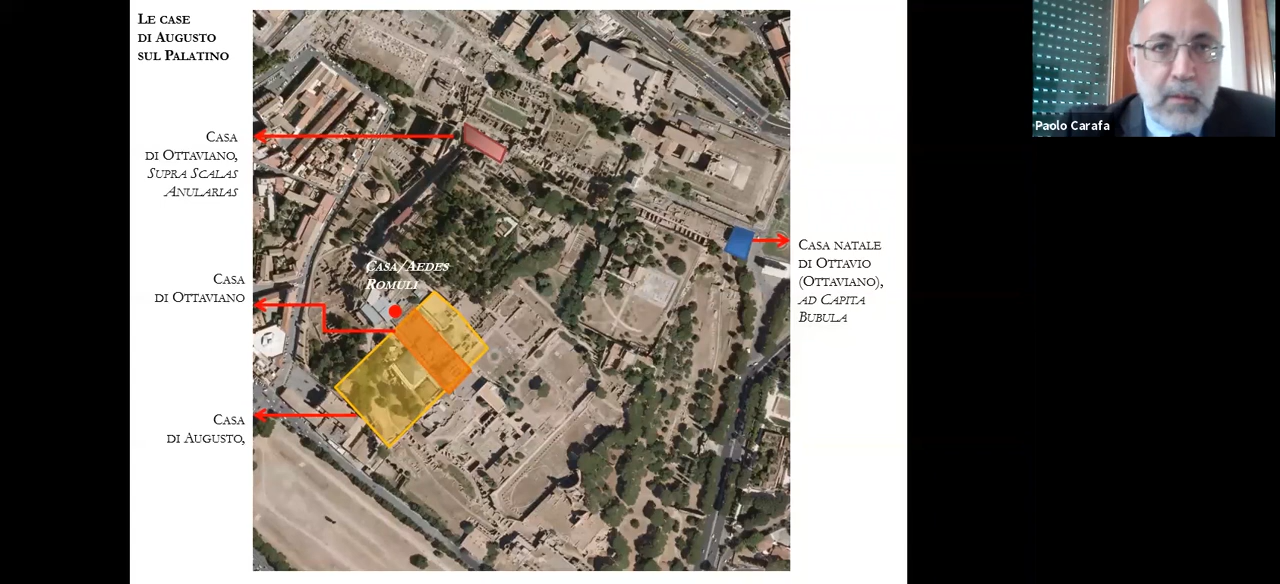 Le case
di Augusto
sul Palatino
Casa
di Ottaviano,
Supra Scalas
Anularias
Casa/Aedes
Romuli
Casa
di Ottaviano
Casa
di Augusto,
Casa natale
di Ottavio
(Ottaviano),
ad Capita
Bubula
Paolo Carafa